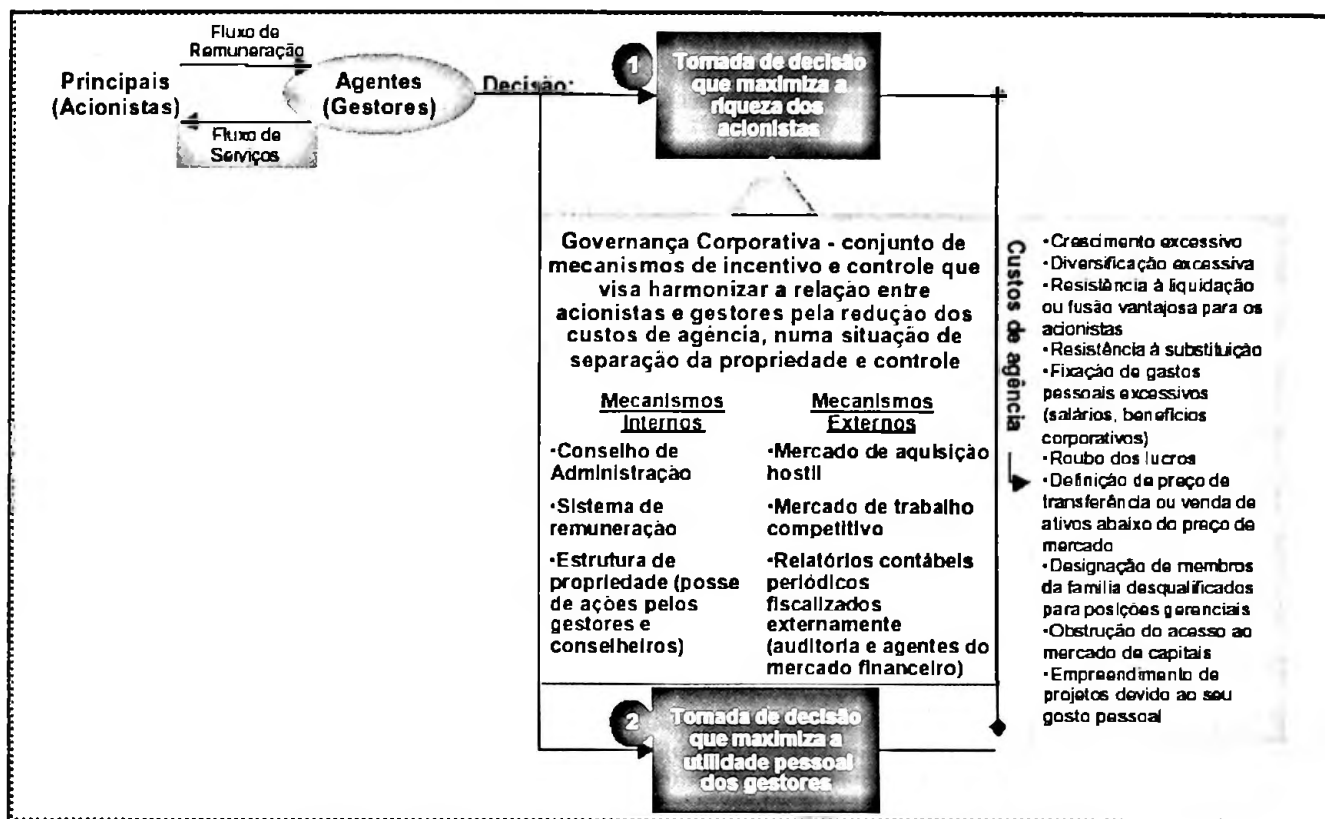 Fluxo de
Remuneração
Principais
(Acionistas)
Agentes
(Gestores)
Fluxo de
Serviços
Decisão:
1
Tomada de decisão
que maximiza a
riqueza dos
acionistas
Governança Corporativa - conjunto de
mecanismos de incentivo e controle que
visa harmonizar a relação entre
acionistas e gestores pela redução dos
custos de agência, numa situação de
separação da propriedade e controle
Mecanismos
Internos
•Conselho de
Administração
•Sistema de
remuneração
•Estrutura de
propriedade (posse
de ações pelos
gestores e
conselheiros)
Mecanismos
Externos
•Mercado de aquisição
hostil
•Mercado de trabalho
competitivo
•Relatórios contábeis
periódicos
fiscalizados
externamente
(auditoria e agentes do
mercado financeiro)
2
Tomada de decisão
que maximiza a
utilidade pessoal
dos gestores
Custos de agência
•Crescimento excessivo
•Diversificação excessiva
•Resistência à liquidação
ou fusão vantajosa para os
acionistas
•Resistência à substituição
•Fixação de gastos
pessoais excessivos
(salários, benefícios
corporativos)
•Roubo dos lucros
•Definição de preço de
transferência ou venda de
ativos abaixo do preço de
mercado
•Designação de membros
da família desqualificados
para posições gerenciais
•Obstrução do acesso ao
mercado de capitais
•Empreendimento de
projetos devido ao seu
gosto pessoal